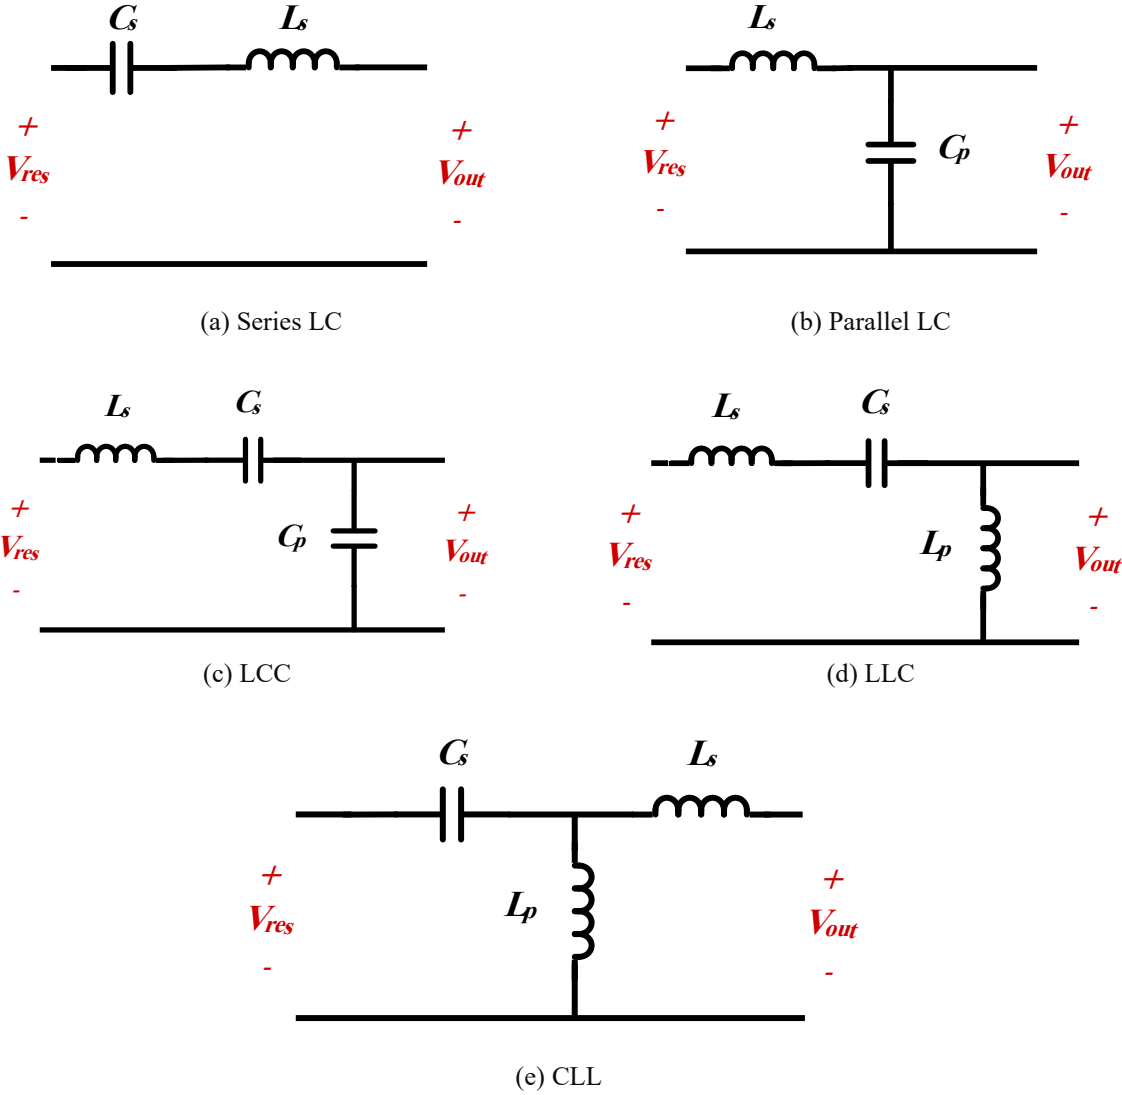 Cs Ls
+ +
Vres Vout
- -
(a) Series LC
Ls
+ Cp +
Vres Vout
- -
(b) Parallel LC
Ls Cs
+ +
Vres Cp Vout
- -
(c) LCC
Ls Cs
+ +
Vres Lp Vout
- -
(d) LLC
Cs Ls
+ +
Vres Lp Vout
- -
(e) CLL